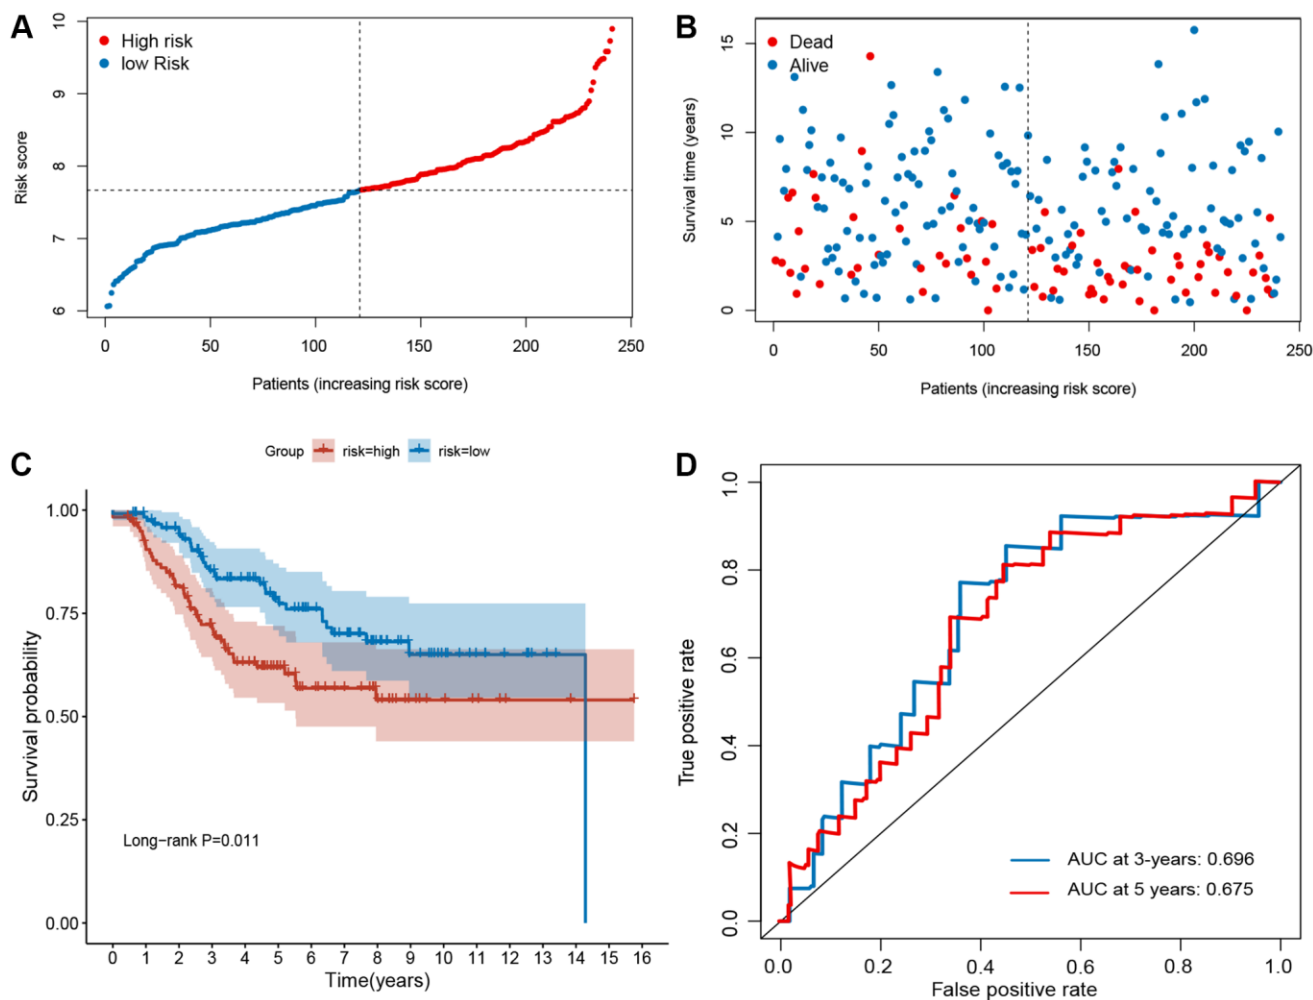 A
High risk
low Risk
Risk score
10
9
8
7
6
0 50 100 150 200 250
Patients (increasing risk score)
B
Dead
Alive
Survival time (years)
15
10
5
0
0 50 100 150 200 250
Patients (increasing risk score)
C
Group risk=high risk=low
Survival probability
1.00
0.75
0.50
0.25
0.00
Long-rank P=0.011
0 1 2 3 4 5 6 7 8 9 10 11 12 13 14 15 16
Time(years)
D
True positive rate
1.0
0.8
0.6
0.4
0.2
0.0
AUC at 3-years: 0.696
AUC at 5 years: 0.675
0.0 0.2 0.4 0.6 0.8 1.0
False positive rate